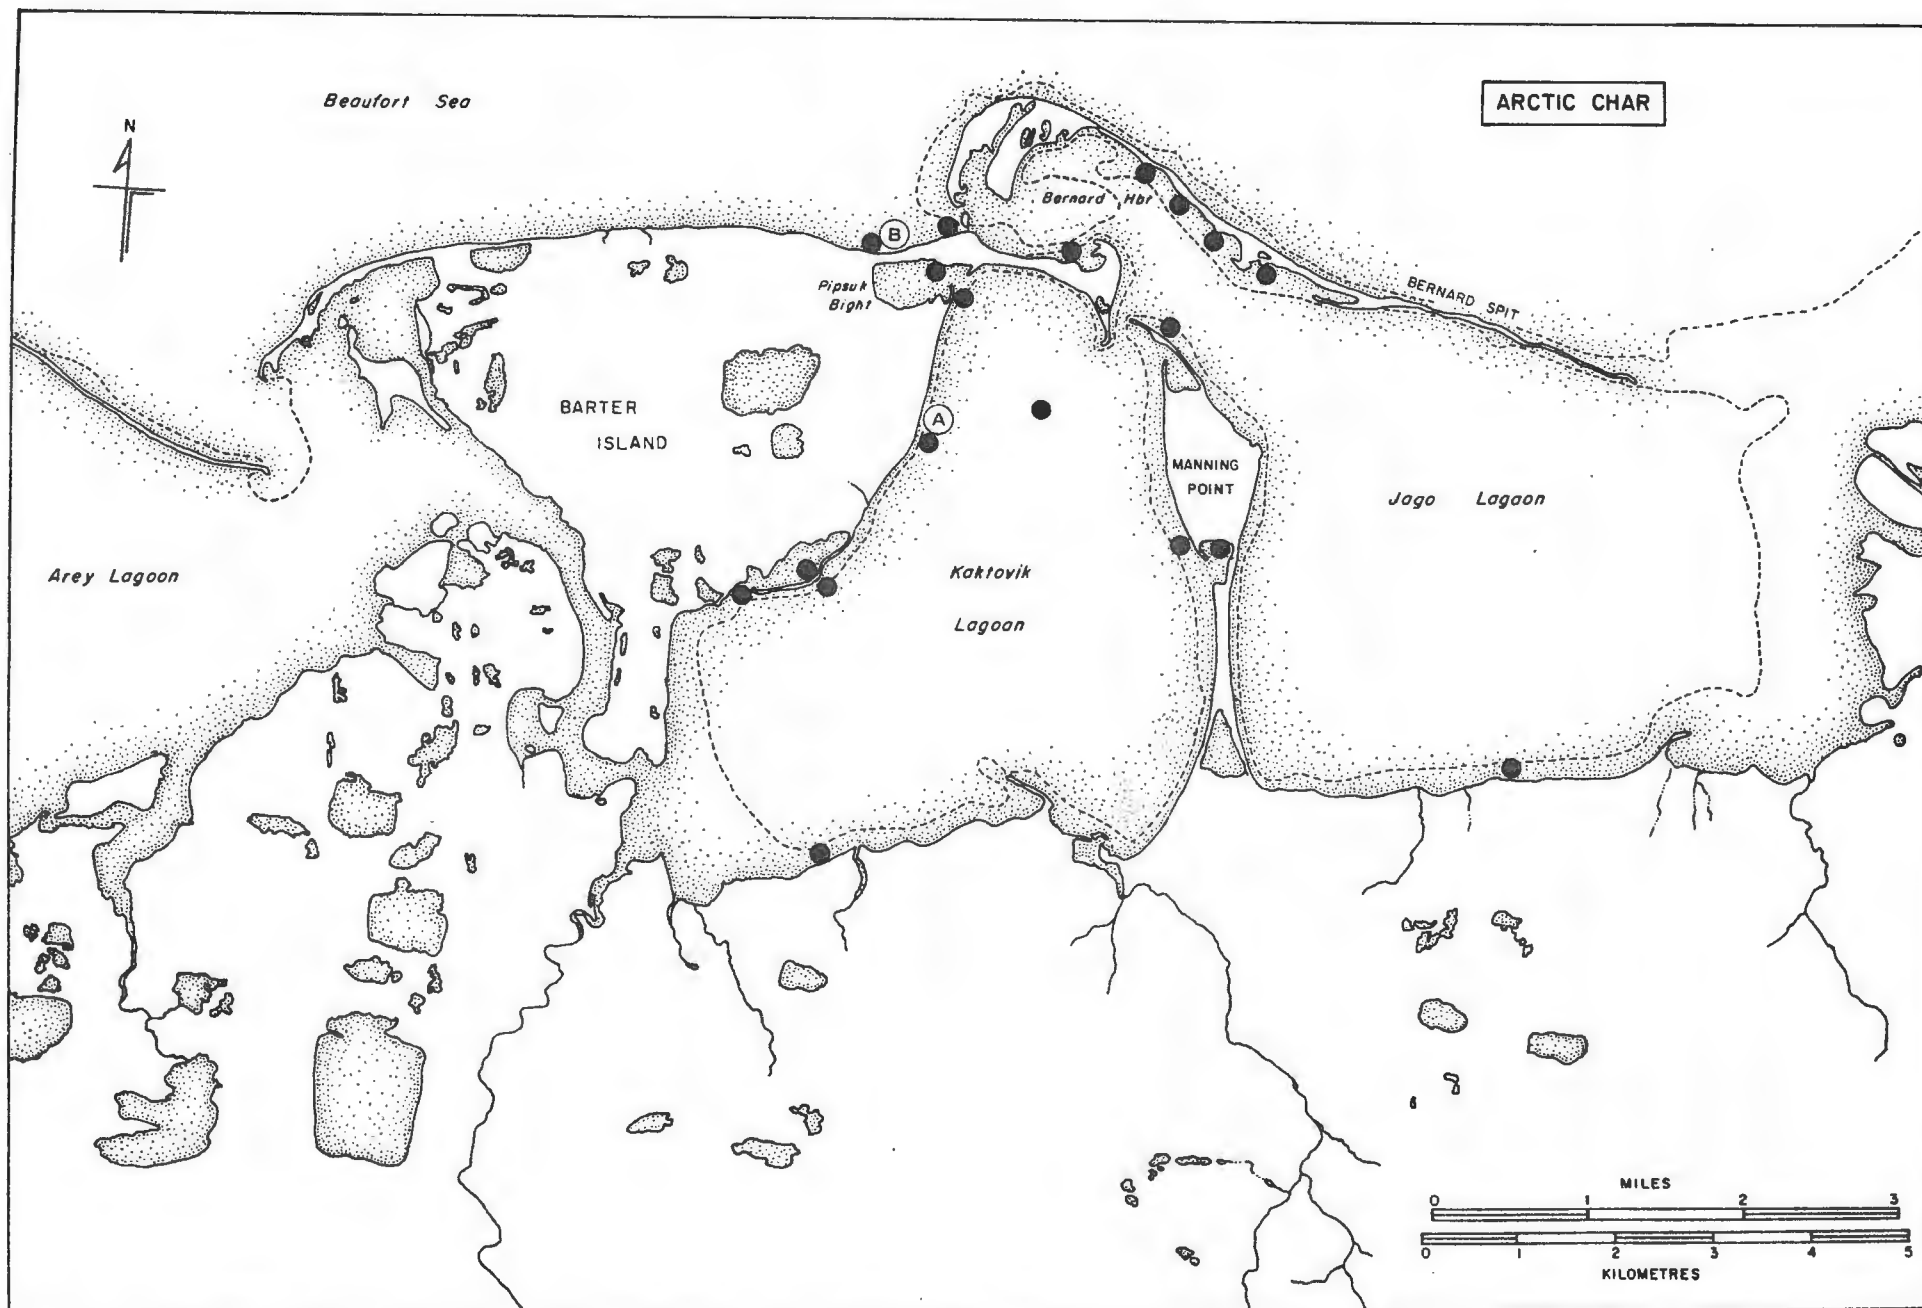 Beaufort Sea
ARCTIC CHAR
N
Bernard Hbr
B
Pipsuk
Bight
BERNARD SPIT
BARTER
ISLAND
A
MANNING
POINT
Jago Lagoon
Arey Lagoon
Kaktovik
Lagoon
MILES
0 1 2 3
0 1 2 3 4 5
KILOMETRES